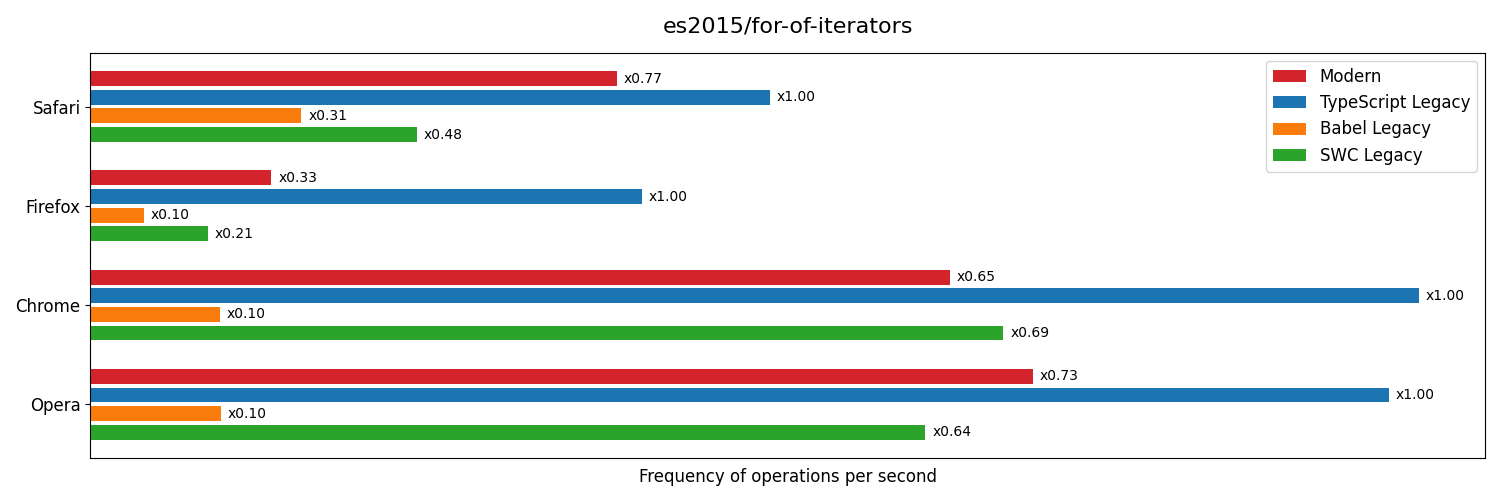 es2015/for-of-iterators
Modern
TypeScript Legacy
Babel Legacy
SWC Legacy
Safari
x0.77
x1.00
x0.31
x0.48
Firefox
x0.33
x1.00
x0.10
x0.21
Chrome
x0.65
x1.00
x0.10
x0.69
Opera
x0.73
x1.00
x0.10
x0.64
Frequency of operations per second